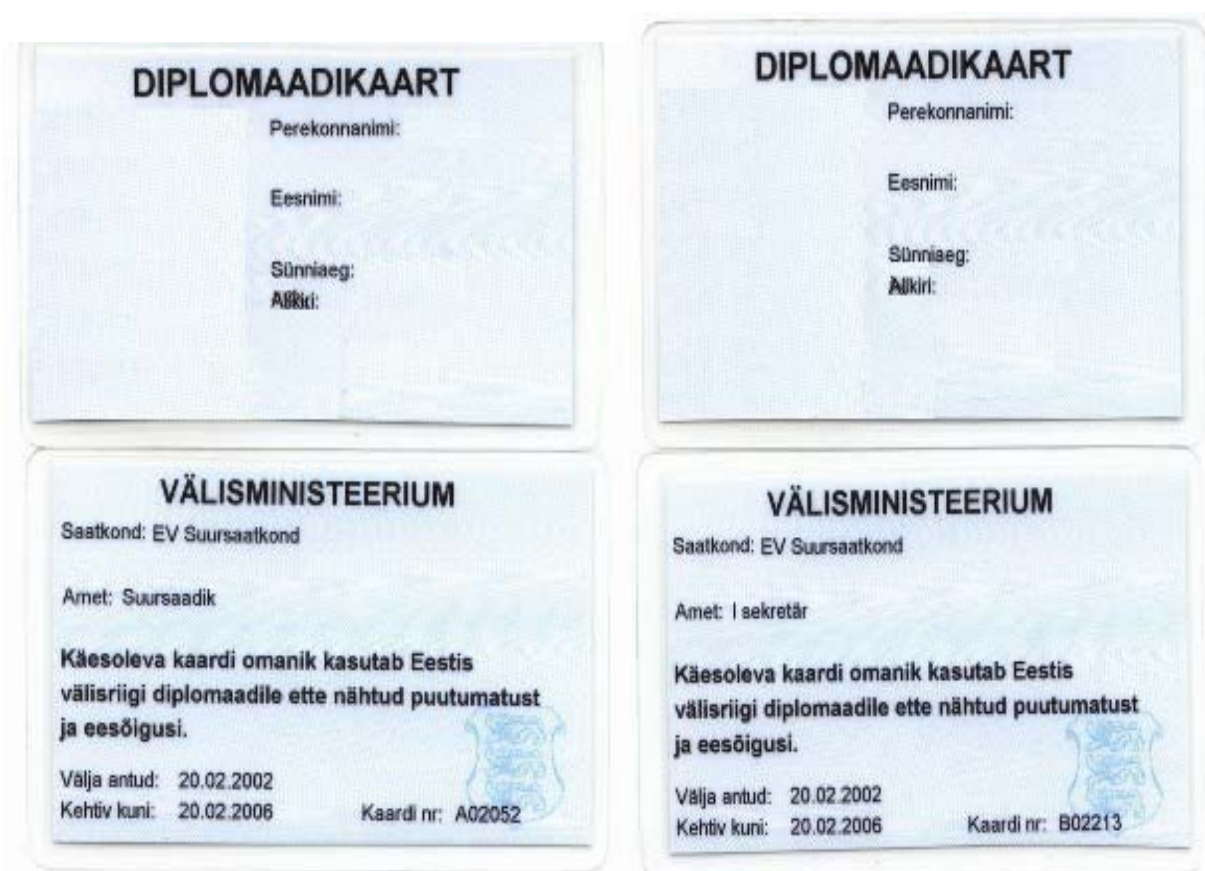 DIPLOMAADIKAART
Perekonnanimi:
Eesnimi:
Sünniaeg:
Allkiri:
DIPLOMAADIKAART
Perekonnanimi:
Eesnimi:
Sünniaeg:
Allkiri:
VÄLISMINISTEERIUM
Saatkond: EV Suursaatkond
Amet: Suursaadik
Käesoleva kaardi omanik kasutab Eestis
välisriigi diplomaadile ette nähtud puutumatust
ja eesõigusi.
Välja antud: 20.02.2002
Kehtiv kuni: 20.02.2006 Kaardi nr: A02052
VÄLISMINISTEERIUM
Saatkond: EV Suursaatkond
Amet: I sekretär
Käesoleva kaardi omanik kasutab Eestis
välisriigi diplomaadile ette nähtud puutumatust
ja eesõigusi.
Välja antud: 20.02.2002
Kehtiv kuni: 20.02.2006 Kaardi nr: B02213